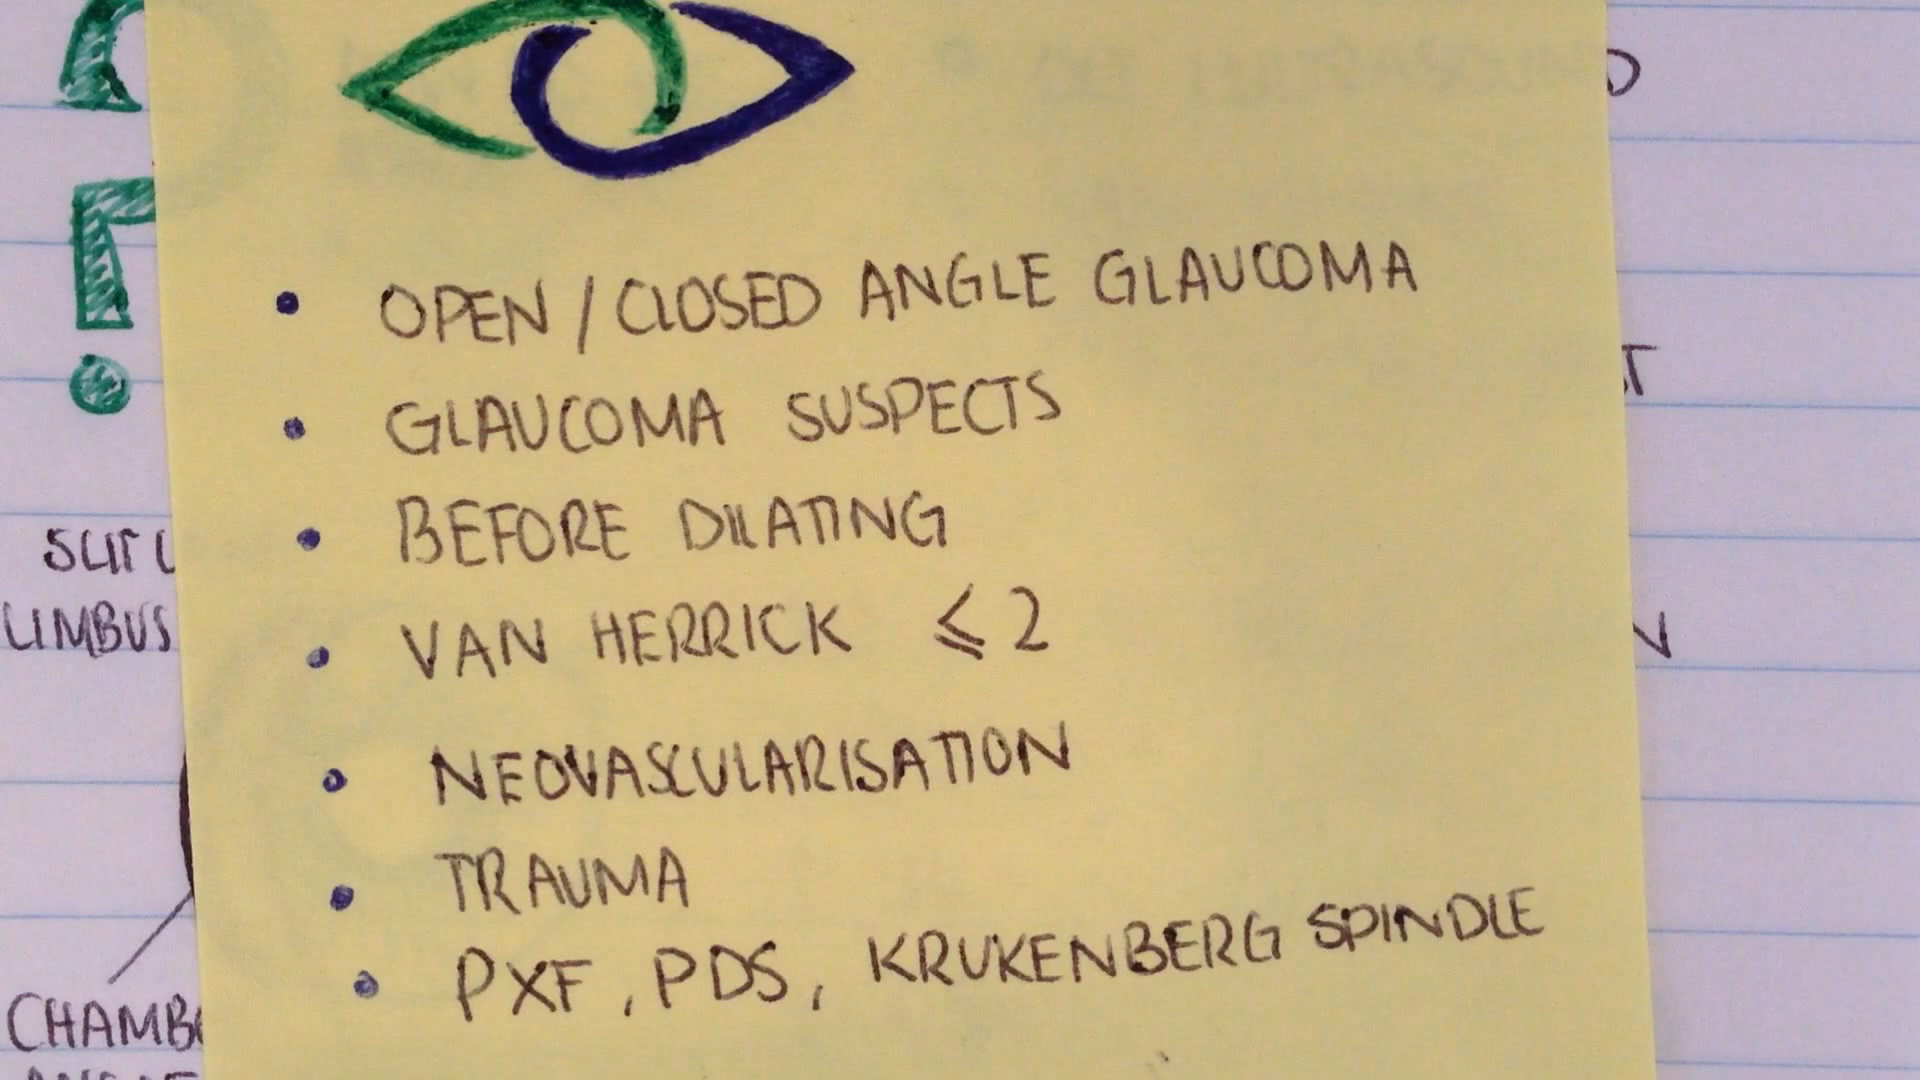 • OPEN / CLOSED ANGLE GLAUCOMA
• GLAUCOMA SUSPECTS
• BEFORE DILATING
• VAN HERRICK ⩽ 2
• NEOVASCULARISATION
• TRAUMA
• PXF, PDS, KRUKENBERG SPINDLE
LIMBUS